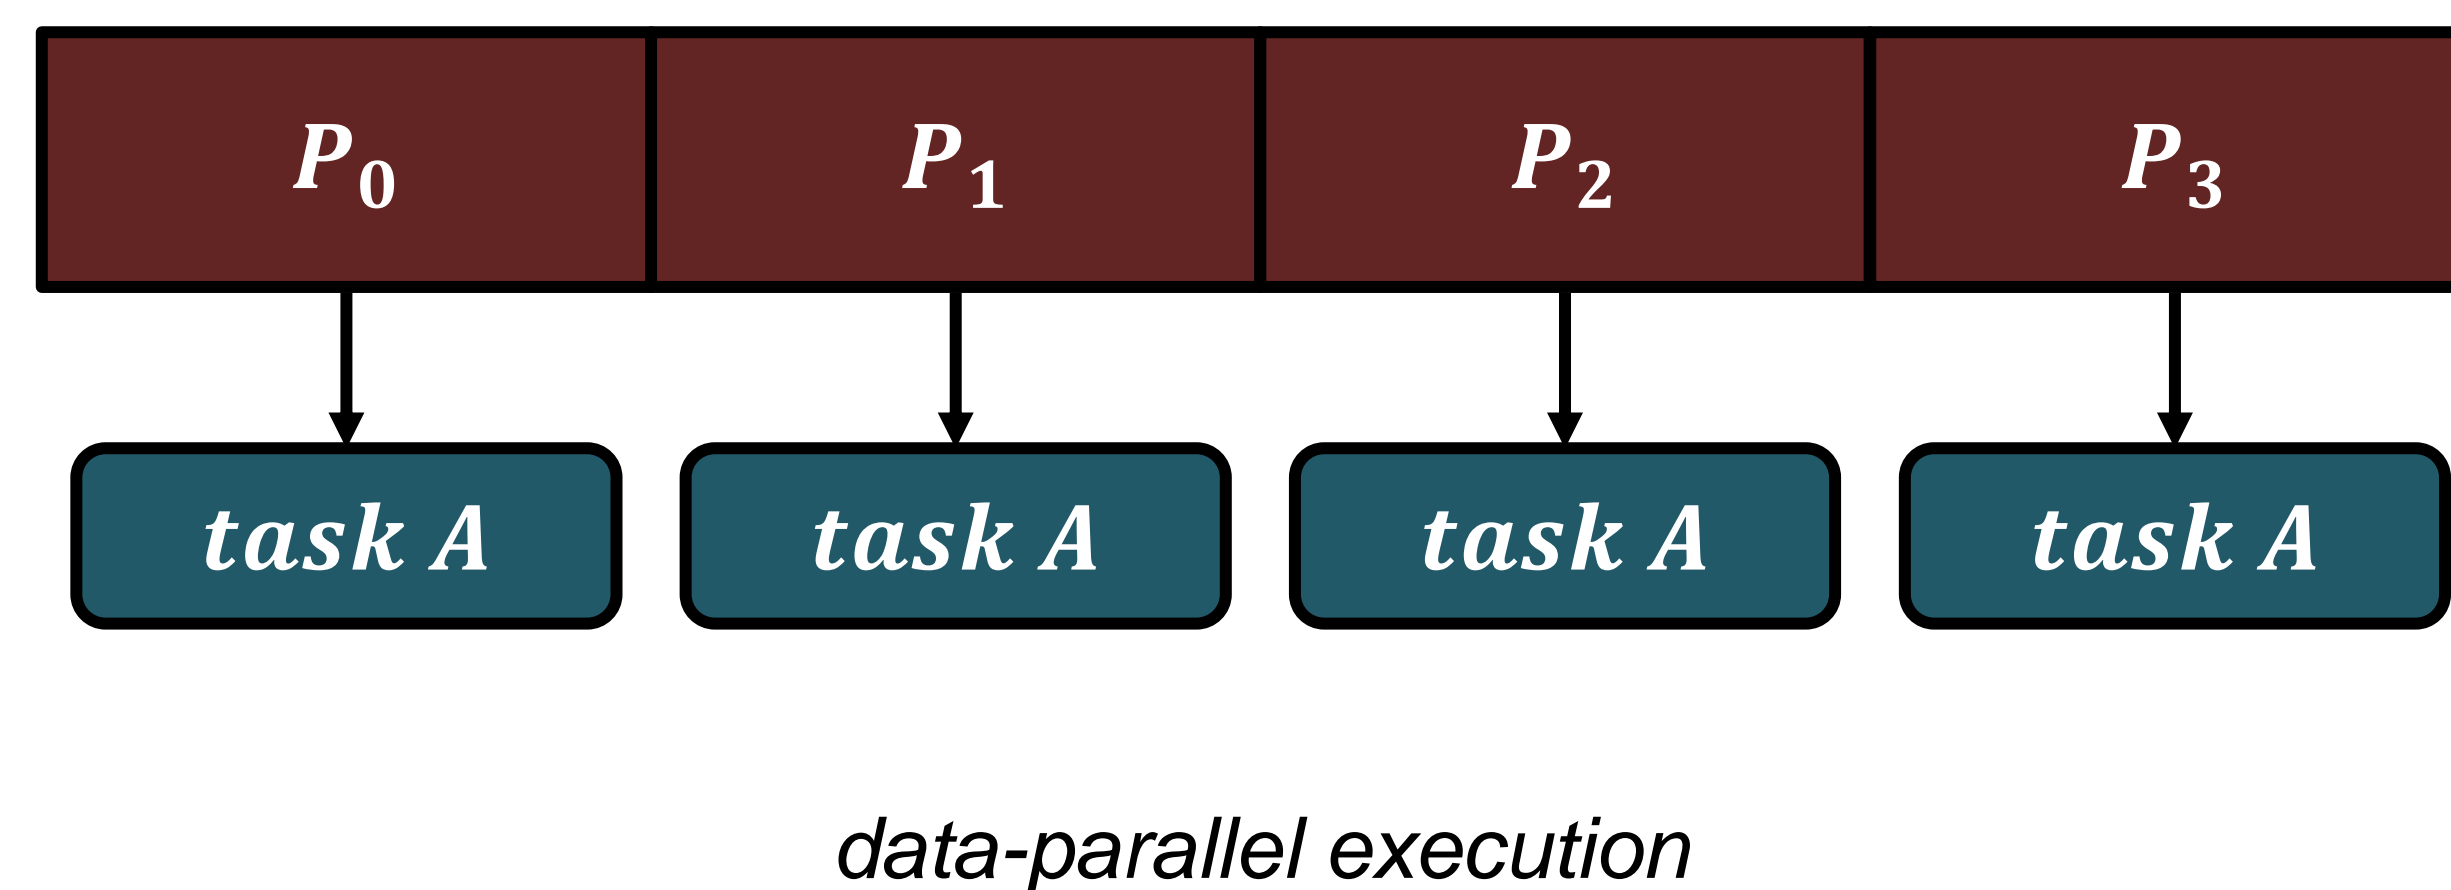 P₀ P₁ P₂ P₃
task A task A task A task A
data-parallel execution